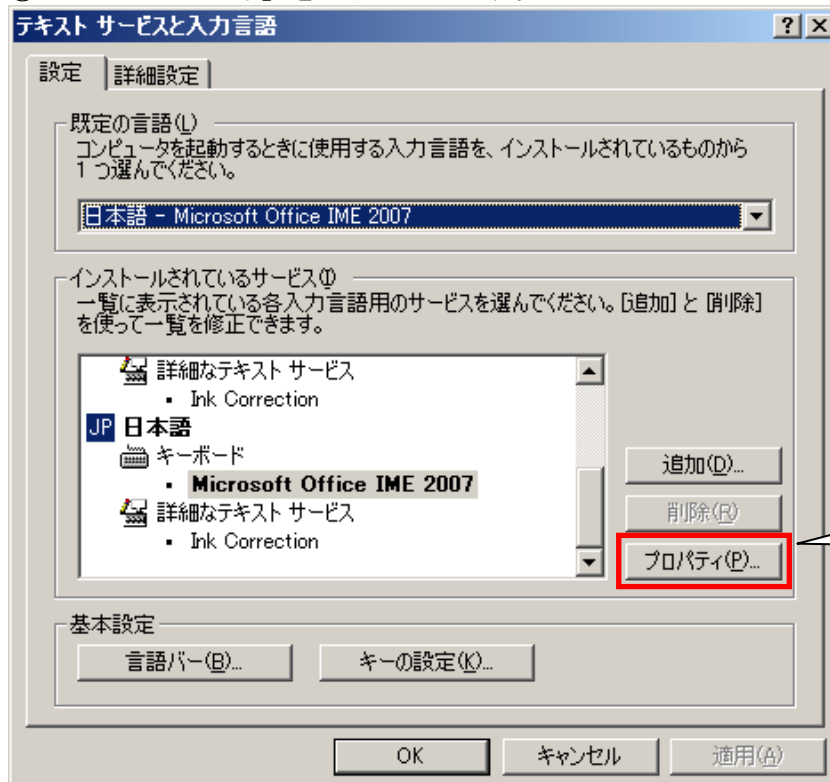 テキスト サービスと入力言語
設定
詳細設定
既定の言語(L)
コンピュータを起動するときに使用する入力言語を、インストールされているものから
1 つ選んでください。
日本語 - Microsoft Office IME 2007
インストールされているサービス(I)
一覧に表示されている各入力言語用のサービスを選んでください。[追加] と [削除]
を使って一覧を修正できます。
詳細なテキスト サービス
▪ Ink Correction
JP 日本語
キーボード
▪ Microsoft Office IME 2007
詳細なテキスト サービス
▪ Ink Correction
追加(D)...
削除(R)
プロパティ(P)...
基本設定
言語バー(B)...
キーの設定(K)...
OK
キャンセル
適用(A)